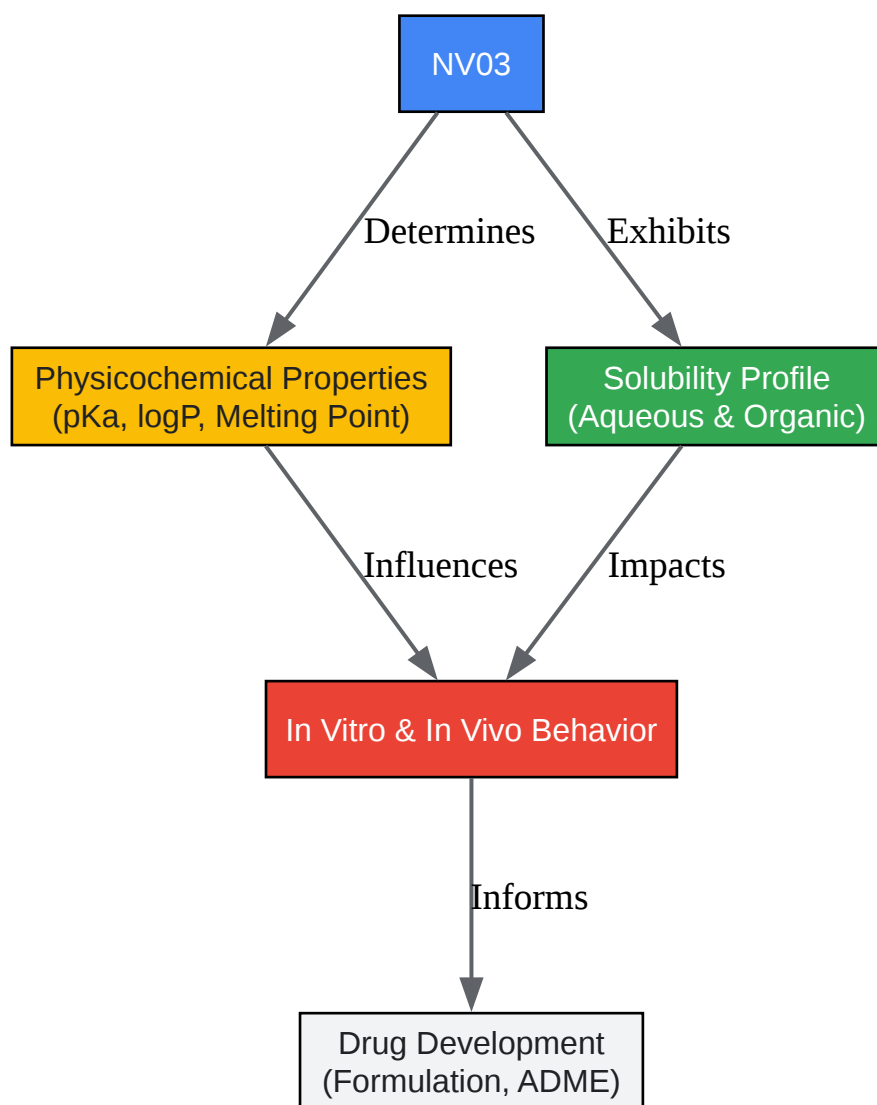 NV03
Determines
Exhibits
Physicochemical Properties
(pKa, logP, Melting Point)
Solubility Profile
(Aqueous & Organic)
Influences
Impacts
In Vitro & In Vivo Behavior
Informs
Drug Development
(Formulation, ADME)